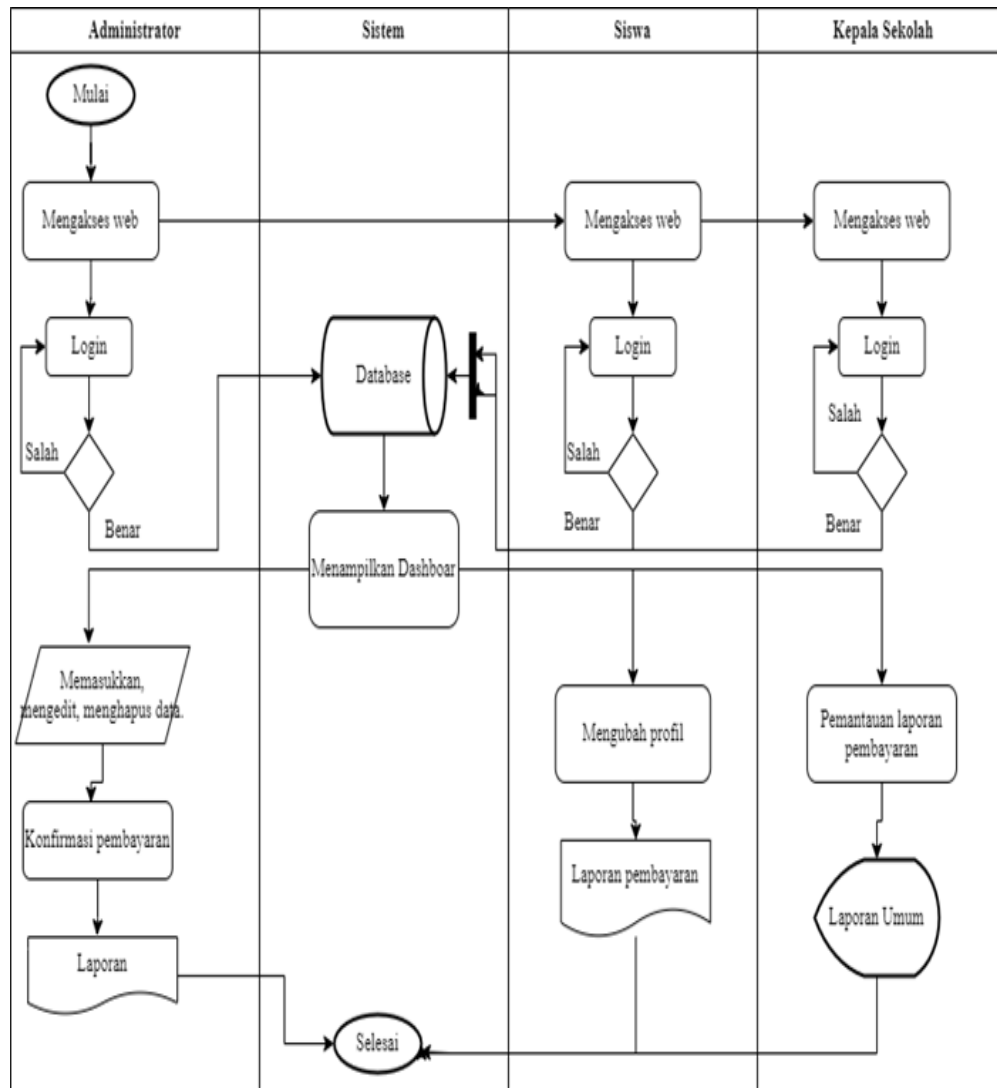 Administrator
Sistem
Siswa
Kepala Sekolah
Mulai
Mengakses web
Mengakses web
Mengakses web
Login
Database
Login
Login
Salah
Salah
Salah
Benar
Benar
Benar
Menampilkan Dashboar
Memasukkan,
mengedit, menghapus data.
Mengubah profil
Pemantauan laporan
pembayaran
Konfirmasi pembayaran
Laporan pembayaran
Laporan Umum
Laporan
Selesai